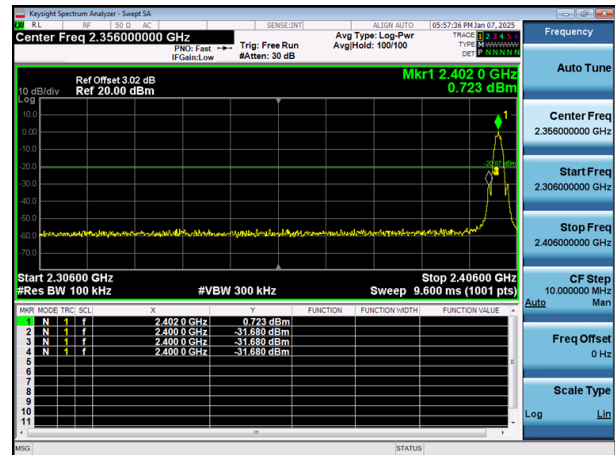 Keysight Spectrum Analyzer - Swept SA
RL RF 50 Ω AC SENSE:INT ALIGN AUTO 05:57:36 PM Jan 07, 2025
Center Freq 2.356000000 GHz
PNO: Fast
IFGain:Low
Trig: Free Run
#Atten: 30 dB
Avg Type: Log-Pwr
Avg|Hold: 100/100
TRACE 1 2 3 4 5 6
TYPE M WWWWW
DET P N N N N N
Frequency
Auto Tune
Center Freq
2.356000000 GHz
Start Freq
2.306000000 GHz
Stop Freq
2.406000000 GHz
CF Step
10.000000 MHz
Auto Man
Freq Offset
0 Hz
Scale Type
Log Lin
Mkr1 2.402 0 GHz
0.723 dBm
Ref Offset 3.02 dB
Ref 20.00 dBm
10 dB/div
Log
10.0
0.00
-10.0
-20.0
-30.0
-40.0
-50.0
-60.0
-70.0
1
Start 2.30600 GHz
Stop 2.40600 GHz
#Res BW 100 kHz
#VBW 300 kHz
Sweep 9.600 ms (1001 pts)
MKR MODE TRC SCL X Y FUNCTION FUNCTION WIDTH FUNCTION VALUE
1 N 1 f 2.402 0 GHz 0.723 dBm
2 N 1 f 2.400 0 GHz -31.680 dBm
3 N 1 f 2.400 0 GHz -31.680 dBm
4 N 1 f 2.400 0 GHz -31.680 dBm
5
6
7
8
9
10
11
MSG STATUS